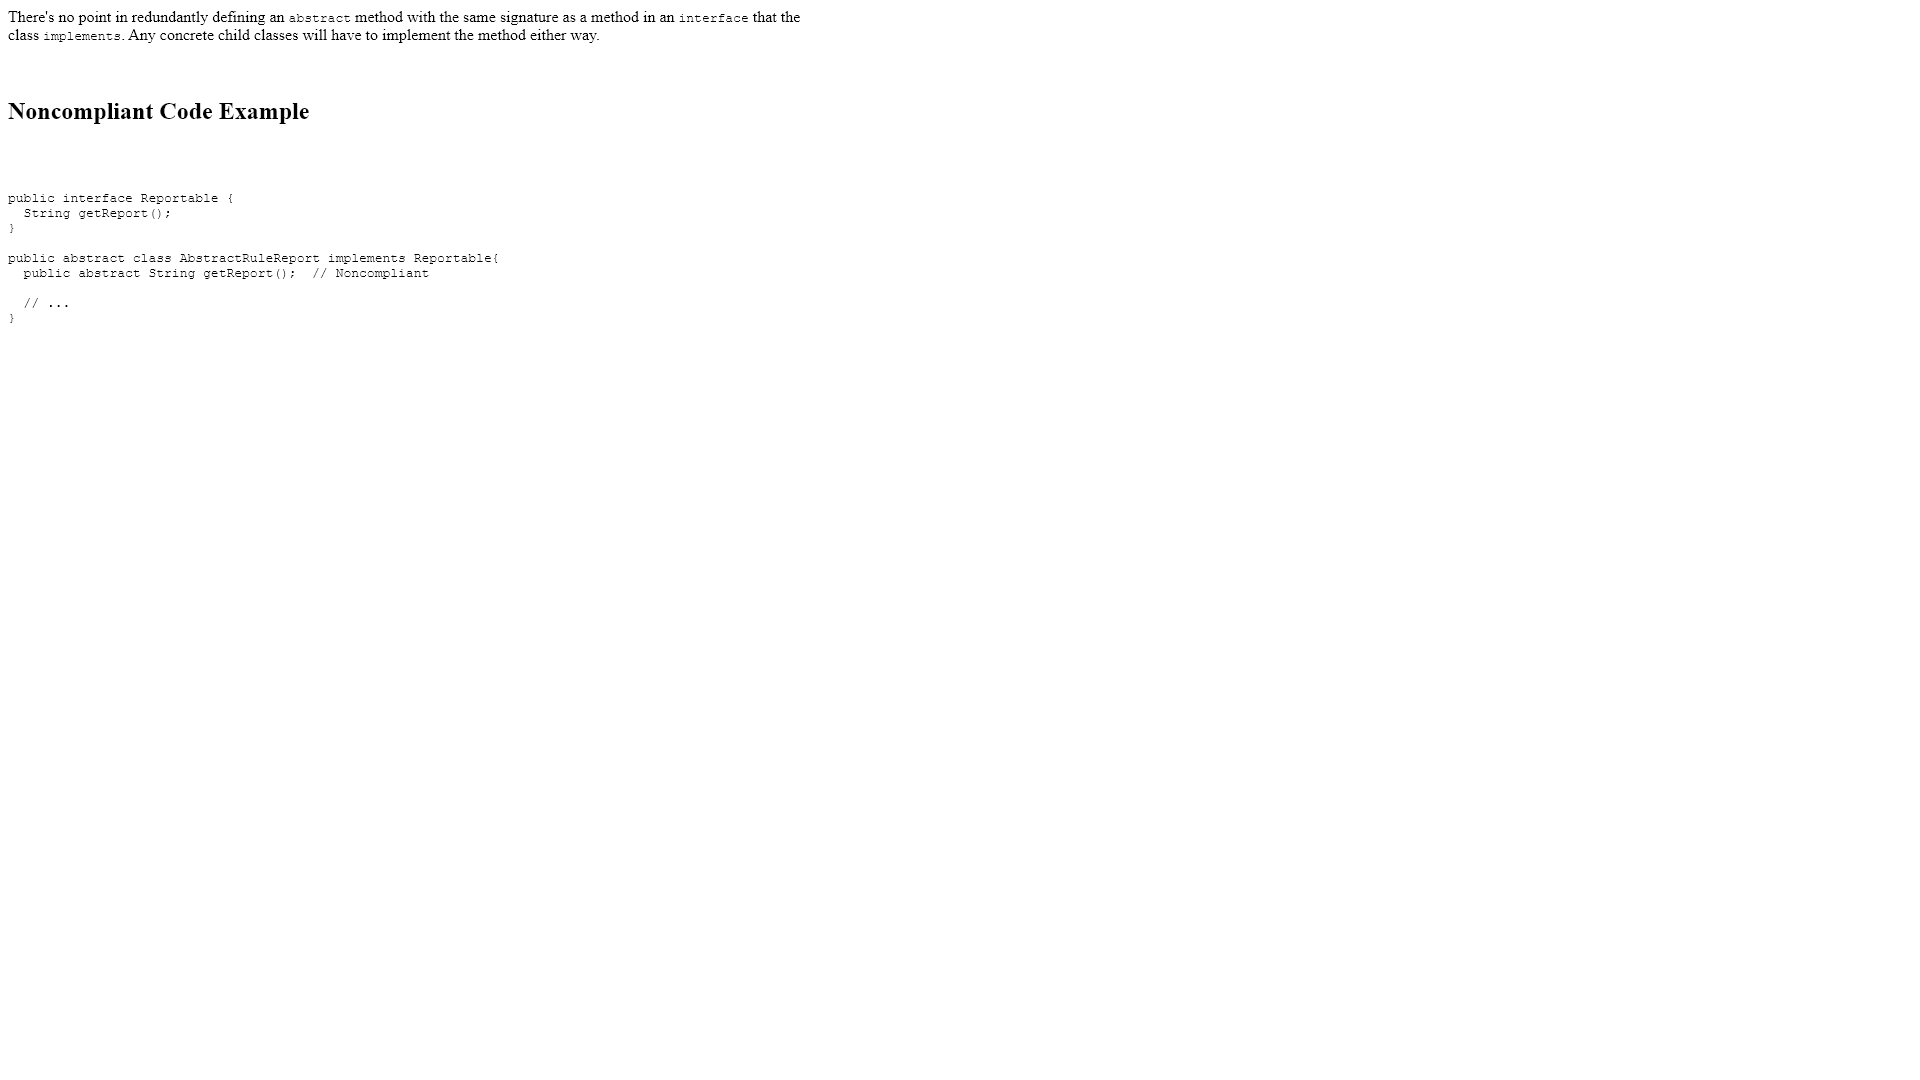 There's no point in redundantly defining an abstract method with the same signature as a method in an interface that the
class implements. Any concrete child classes will have to implement the method either way.
Noncompliant Code Example
public interface Reportable {
  String getReport();
}
public abstract class AbstractRuleReport implements Reportable{
  public abstract String getReport();  // Noncompliant
  // ...
}